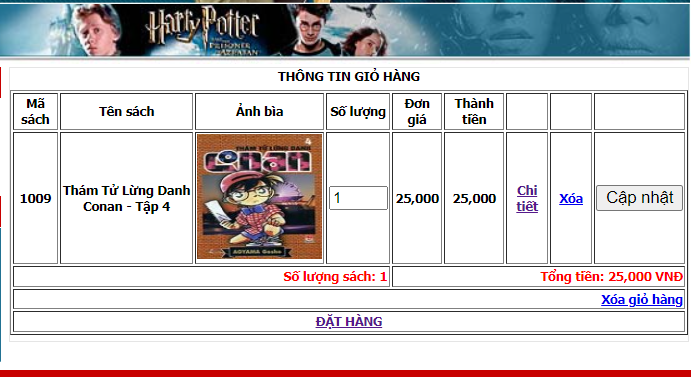 Harry Potter
AND THE
PRISONER OF
AZKABAN
THÔNG TIN GIỎ HÀNG
Mã sách
Tên sách
Ảnh bìa
Số lượng
Đơn giá
Thành tiền
1009
Thám Tử Lừng Danh
Conan - Tập 4
THÁM TỬ LỪNG DANH
4
CONAN
AOYAMA Gosho
1
25,000
25,000
Chi
tiết
Xóa
Cập nhật
Số lượng sách: 1
Tổng tiền: 25,000 VNĐ
Xóa giỏ hàng
ĐẶT HÀNG